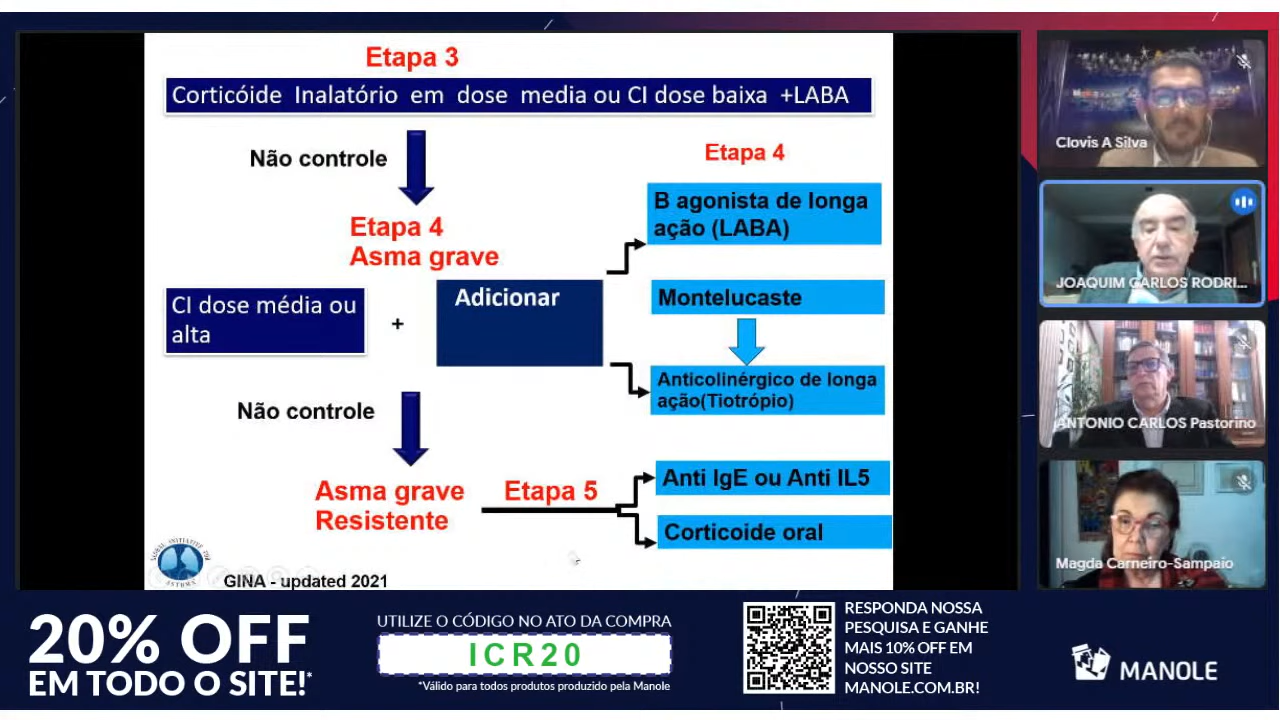 Etapa 3
Corticóide Inalatório em dose media ou CI dose baixa +LABA
Não controle
Etapa 4
Etapa 4
Asma grave
B agonista de longa
ação (LABA)
CI dose média ou
alta
+
Adicionar
Montelucaste
Anticolinérgico de longa
ação(Tiotrópio)
Não controle
Asma grave
Resistente
Etapa 5
Anti IgE ou Anti IL5
Corticoide oral
GINA - updated 2021
Clovis A Silva
JOAQUIM CARLOS RODRI...
ANTONIO CARLOS Pastorino
Magda Carneiro-Sampaio
20% OFF
EM TODO O SITE!*
UTILIZE O CÓDIGO NO ATO DA COMPRA
ICR20
*Válido para todos produtos produzido pela Manole
RESPONDA NOSSA
PESQUISA E GANHE
MAIS 10% OFF EM
NOSSO SITE
MANOLE.COM.BR!
MANOLE